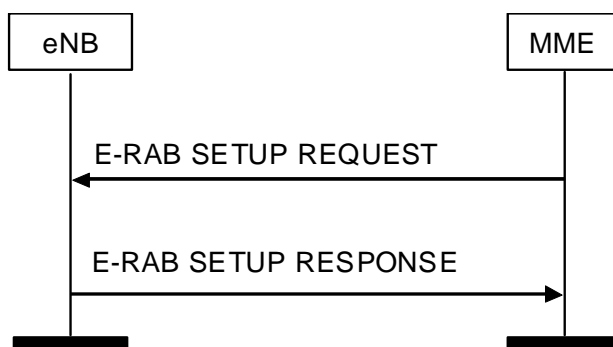 eNB
MME
E-RAB SETUP REQUEST
E-RAB SETUP RESPONSE